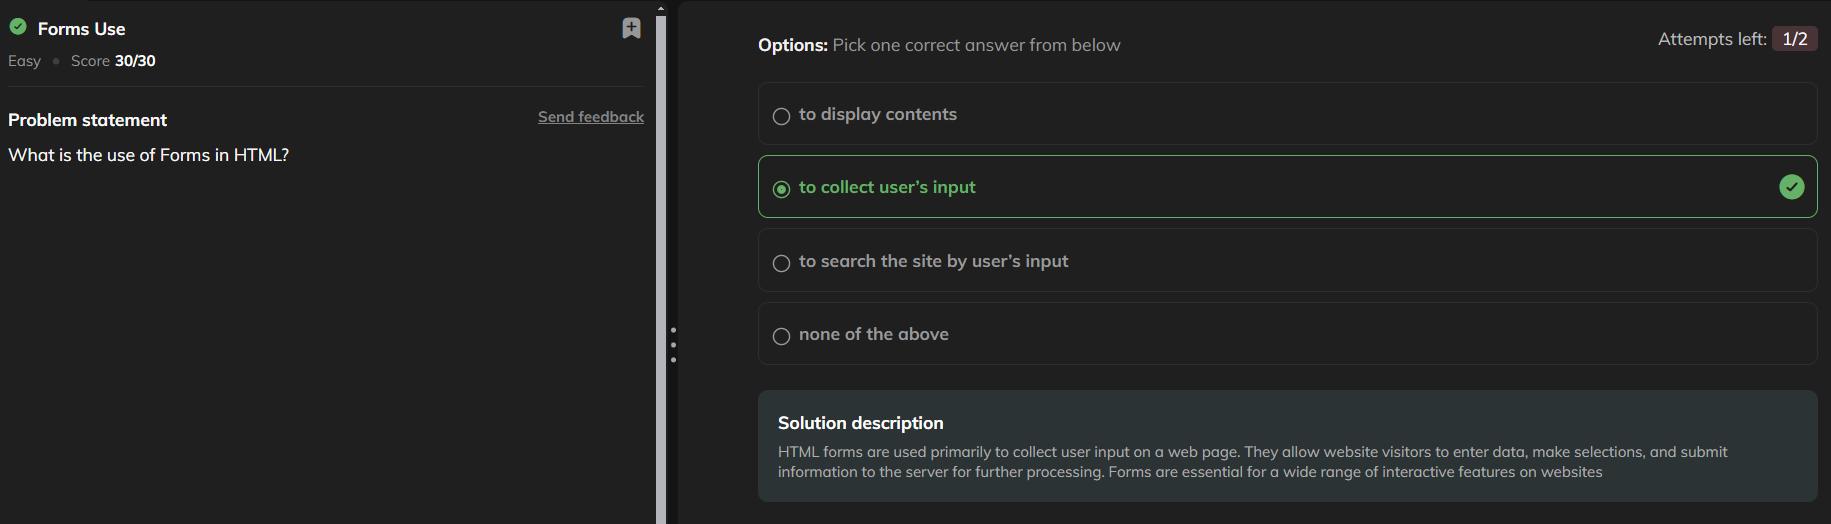 Forms Use
Easy • Score 30/30
Problem statement
Send feedback
What is the use of Forms in HTML?
Options: Pick one correct answer from below
Attempts left: 1/2
to display contents
to collect user’s input
to search the site by user’s input
none of the above
Solution description
HTML forms are used primarily to collect user input on a web page. They allow website visitors to enter data, make selections, and submit
information to the server for further processing. Forms are essential for a wide range of interactive features on websites